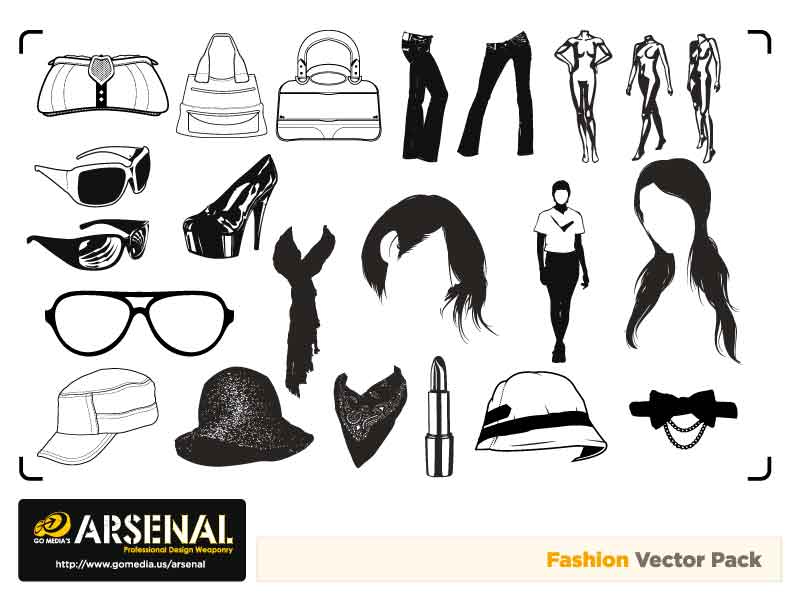 GO MEDIA'S
ARSENAL
Professional Design Weaponry
http://www.gomedia.us/arsenal
Fashion Vector Pack